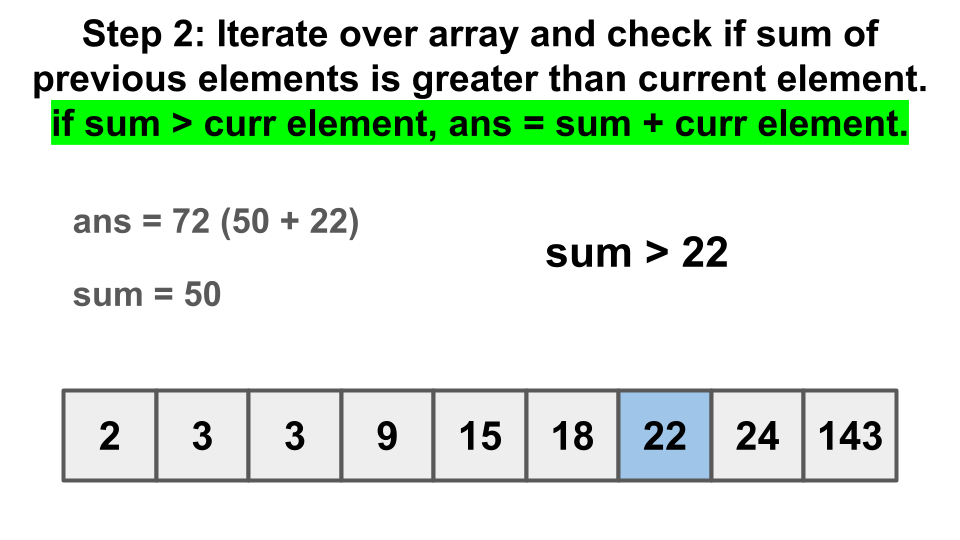 Step 2: Iterate over array and check if sum of
previous elements is greater than current element.
if sum > curr element, ans = sum + curr element.
ans = 72 (50 + 22)
sum > 22
sum = 50
2 3 3 9 15 18 22 24 143